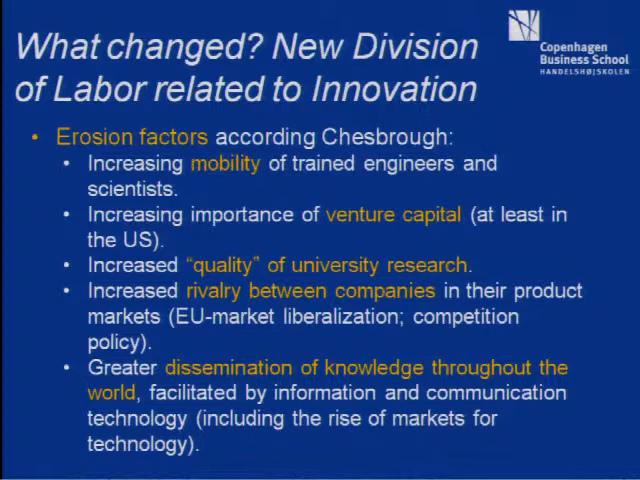 What changed? New Division
of Labor related to Innovation
Copenhagen
Business School
HANDELSHØJSKOLEN
• Erosion factors according Chesbrough:
• Increasing mobility of trained engineers and
scientists.
• Increasing importance of venture capital (at least in
the US).
• Increased “quality” of university research.
• Increased rivalry between companies in their product
markets (EU-market liberalization; competition
policy).
• Greater dissemination of knowledge throughout the
world, facilitated by information and communication
technology (including the rise of markets for
technology).